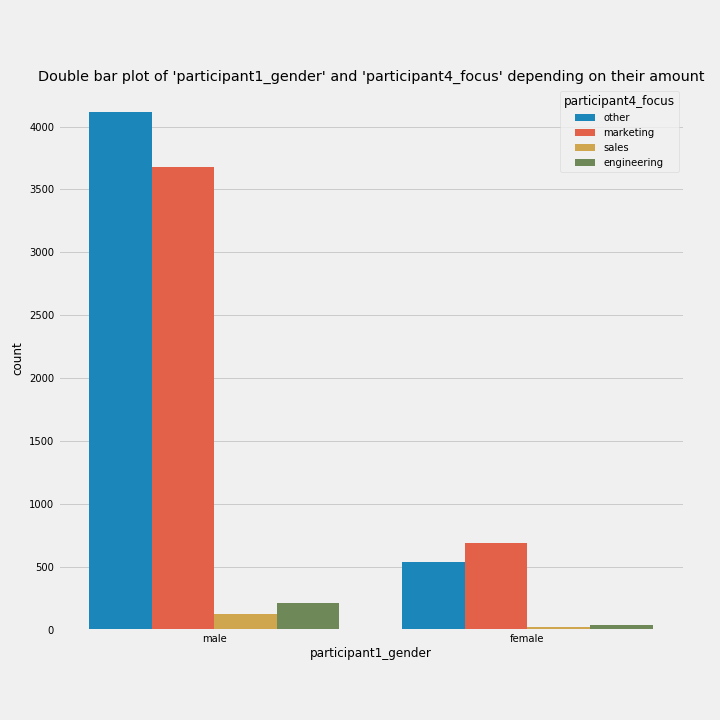 Double bar plot of 'participant1_gender' and 'participant4_focus' depending on their amount
participant4_focus
other
marketing
sales
engineering
4000
3500
3000
2500
2000
1500
1000
500
0
count
male
female
participant1_gender